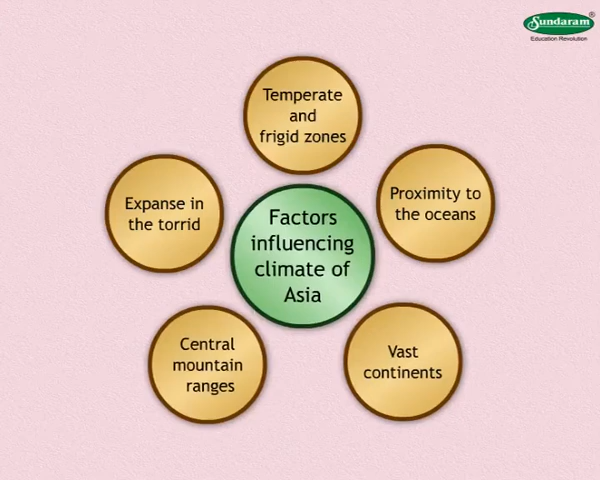 Sundaram
®
Education Revolution
Temperate
and
frigid zones
Proximity to
the oceans
Expanse in
the torrid
Factors
influencing
climate of
Asia
Central
mountain
ranges
Vast
continents